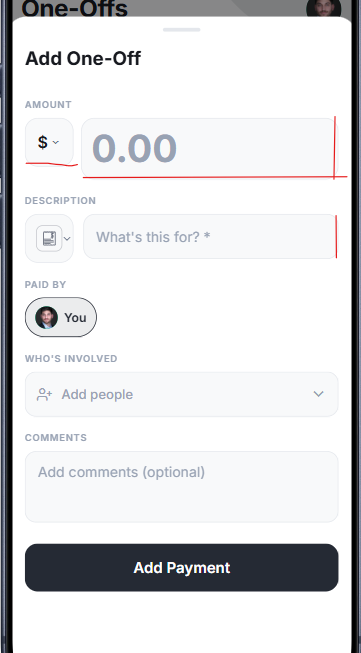 One-Offs
Add One-Off
AMOUNT
$ 0.00
DESCRIPTION
What's this for? *
PAID BY
You
WHO'S INVOLVED
Add people
COMMENTS
Add comments (optional)
Add Payment